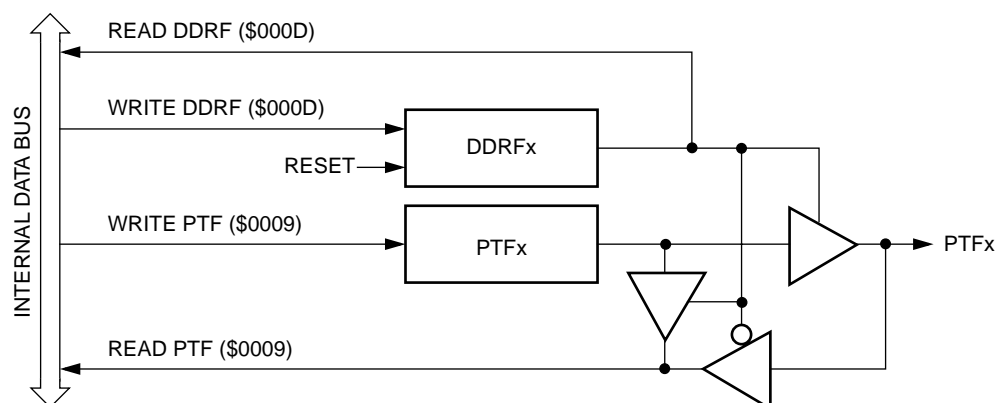 READ DDRF ($000D)
WRITE DDRF ($000D)
DDRFx
RESET
INTERNAL DATA BUS
WRITE PTF ($0009)
PTFx
PTFx
READ PTF ($0009)